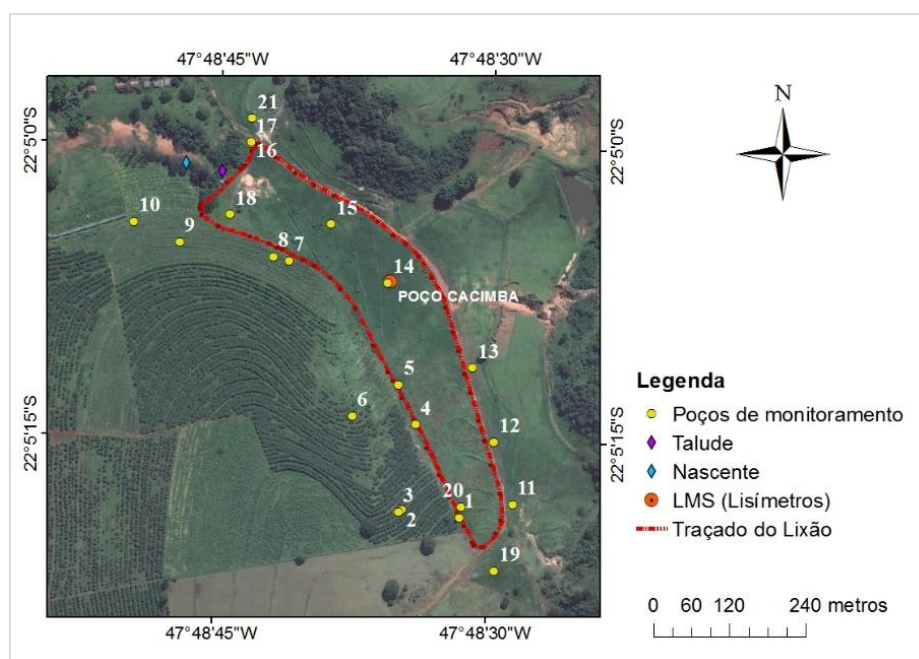 47°48'45"W
47°48'30"W
N
22°5'0"S
22°5'0"S
21
17
16
10
9
18
15
8
7
14
POÇO CACIMBA
13
5
6
4
12
22°5'15"S
22°5'15"S
3
2
20
1
11
19
47°48'45"W
47°48'30"W
Legenda
Poços de monitoramento
Talude
Nascente
LMS (Lisímetros)
Traçado do Lixão
0 60 120 240 metros